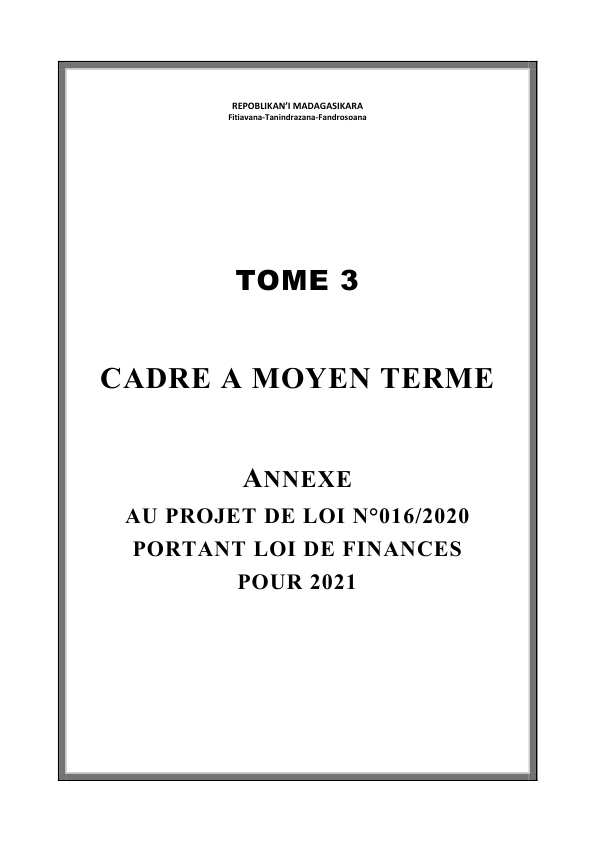 REPOBLIKAN’I MADAGASIKARA
Fitiavana-Tanindrazana-Fandrosoana
TOME 3
CADRE A MOYEN TERME
ANNEXE
AU PROJET DE LOI N°016/2020
PORTANT LOI DE FINANCES
POUR 2021